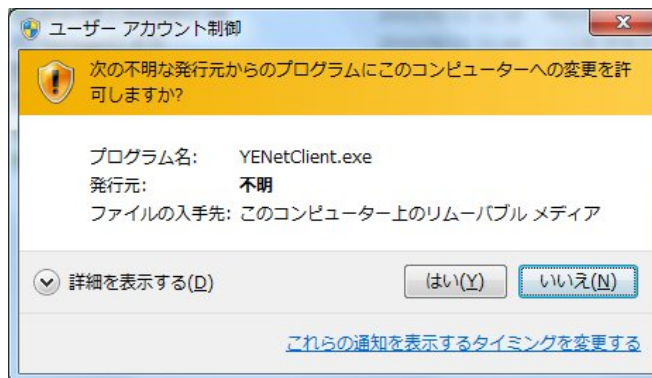 ユーザー アカウント制御
次の不明な発行元からのプログラムにこのコンピューターへの変更を許
可しますか?
プログラム名: YENetClient.exe
発行元: 不明
ファイルの入手先: このコンピューター上のリムーバブル メディア
詳細を表示する(D)
はい(Y)
いいえ(N)
これらの通知を表示するタイミングを変更する